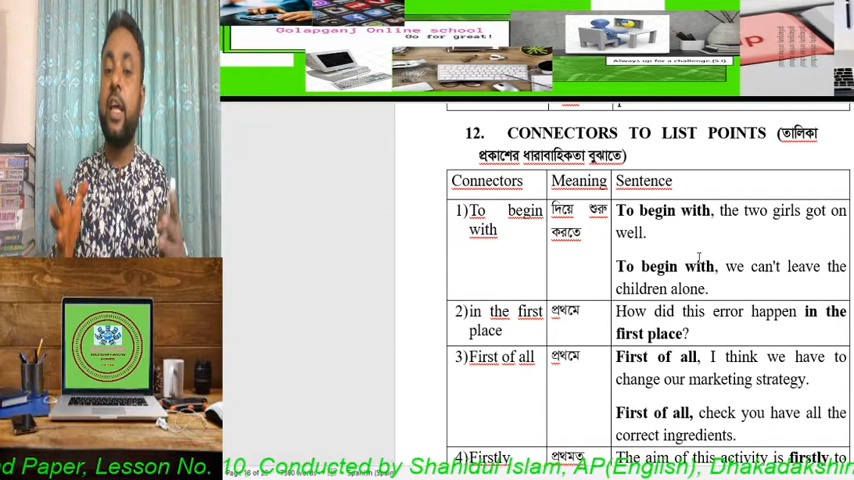 Golapganj Online school
Go for great!
Always up for a challenge.(S.I)
12. CONNECTORS TO LIST POINTS (তালিকা
প্রকাশের ধারাবাহিকতা বুঝাতে)
Connectors Meaning Sentence
1) To begin with দিয়ে শুরু করতে To begin with, the two girls got on
well.
To begin with, we can't leave the
children alone.
2) in the first place প্রথমে How did this error happen in the
first place?
3) First of all প্রথমে First of all, I think we have to
change our marketing strategy.
First of all, check you have all the
correct ingredients.
4) Firstly প্রথমত The aim of this activity is firstly to
d Paper, Lesson No. 10. Conducted by Shahidul Islam, AP(English), Dhakadakshin